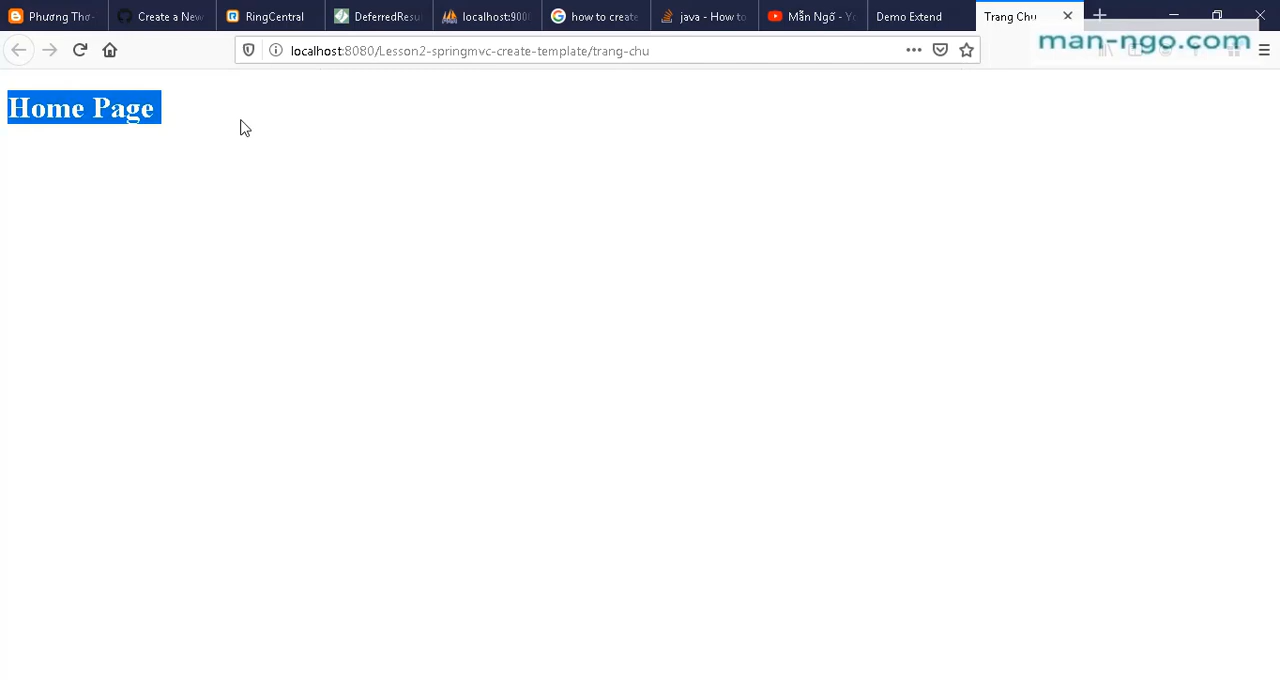 Phương Thơ
Create a New
RingCentral
DeferredResu
localhost:900
how to create
java - How to
Mẫn Ngố - Yo
Demo Extend
Trang Chu
man-ngo.com
localhost:8080/Lesson2-springmvc-create-template/trang-chu
Home Page